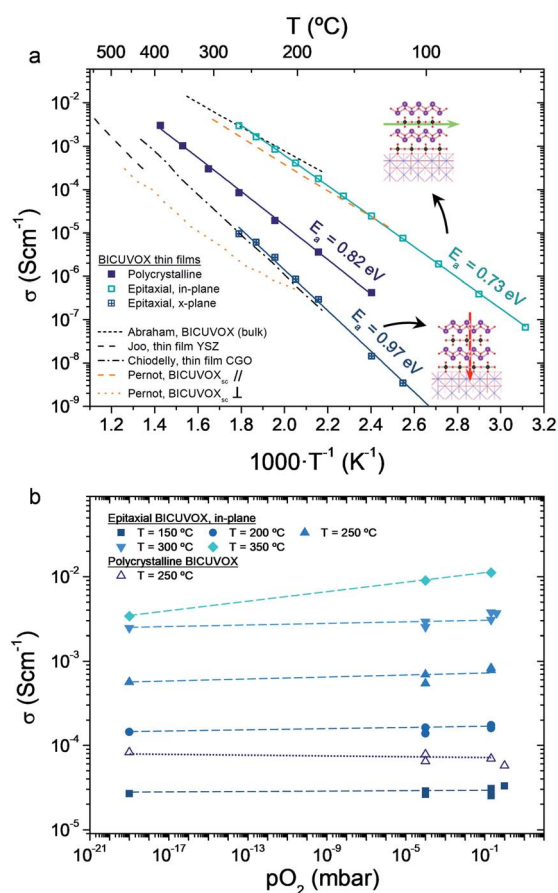 T (ºC)
500 400 300 200 100
a
10⁻²
10⁻³
10⁻⁴
10⁻⁵
10⁻⁶
10⁻⁷
10⁻⁸
10⁻⁹
σ (Scm⁻¹)
Eₐ = 0.82 eV
Eₐ = 0.73 eV
Eₐ = 0.97 eV
BICUVOX thin films
Polycrystalline
Epitaxial, in-plane
Epitaxial, x-plane
Abraham, BICUVOX (bulk)
Joo, thin film YSZ
Chiodelly, thin film CGO
Pernot, BICUVOXₛc //
Pernot, BICUVOXₛc ⊥
1.2 1.4 1.6 1.8 2.0 2.2 2.4 2.6 2.8 3.0 3.2
1000·T⁻¹ (K⁻¹)
b
Epitaxial BICUVOX, in-plane
T = 150 ºC T = 200 ºC T = 250 ºC
T = 300 ºC T = 350 ºC
Polycrystalline BICUVOX
T = 250 ºC
10⁻¹
10⁻²
10⁻³
10⁻⁴
10⁻⁵
σ (Scm⁻¹)
10⁻²¹ 10⁻¹⁷ 10⁻¹³ 10⁻⁹ 10⁻⁵ 10⁻¹
pO₂ (mbar)